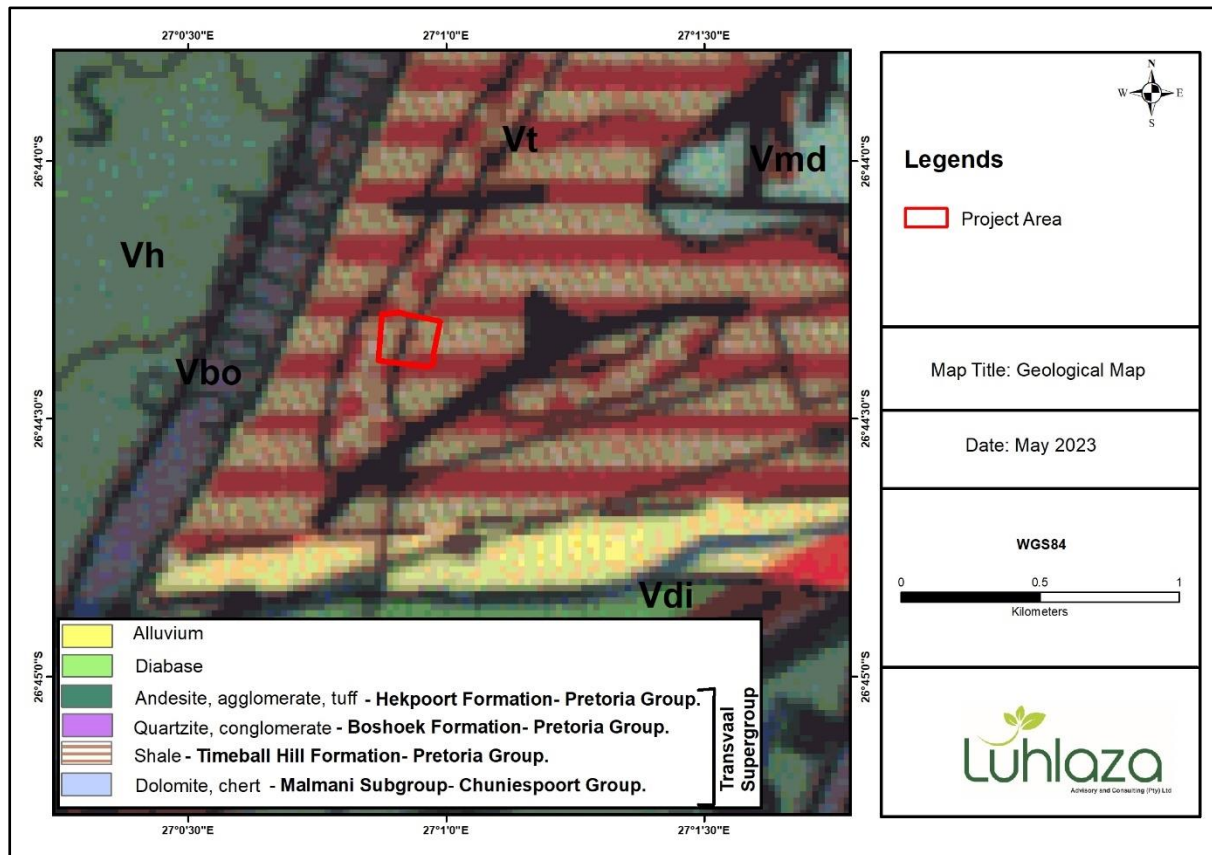 27°0'30"E
27°1'0"E
27°1'30"E
26°44'0"S
26°44'30"S
26°45'0"S
Vt
Vmd
Vh
Vbo
Vdi
Alluvium
Diabase
Andesite, agglomerate, tuff - Hekpoort Formation- Pretoria Group.
Quartzite, conglomerate - Boshoek Formation- Pretoria Group.
Shale - Timeball Hill Formation- Pretoria Group.
Dolomite, chert - Malmani Subgroup- Chuniespoort Group.
Transvaal
Supergroup
26°44'0"S
26°44'30"S
26°45'0"S
27°0'30"E
27°1'0"E
27°1'30"E
N
W E
S
Legends
Project Area
Map Title: Geological Map
Date: May 2023
WGS84
0 0.5 1
Kilometers
Luhlaza
Advisory and Consulting (Pty) Ltd